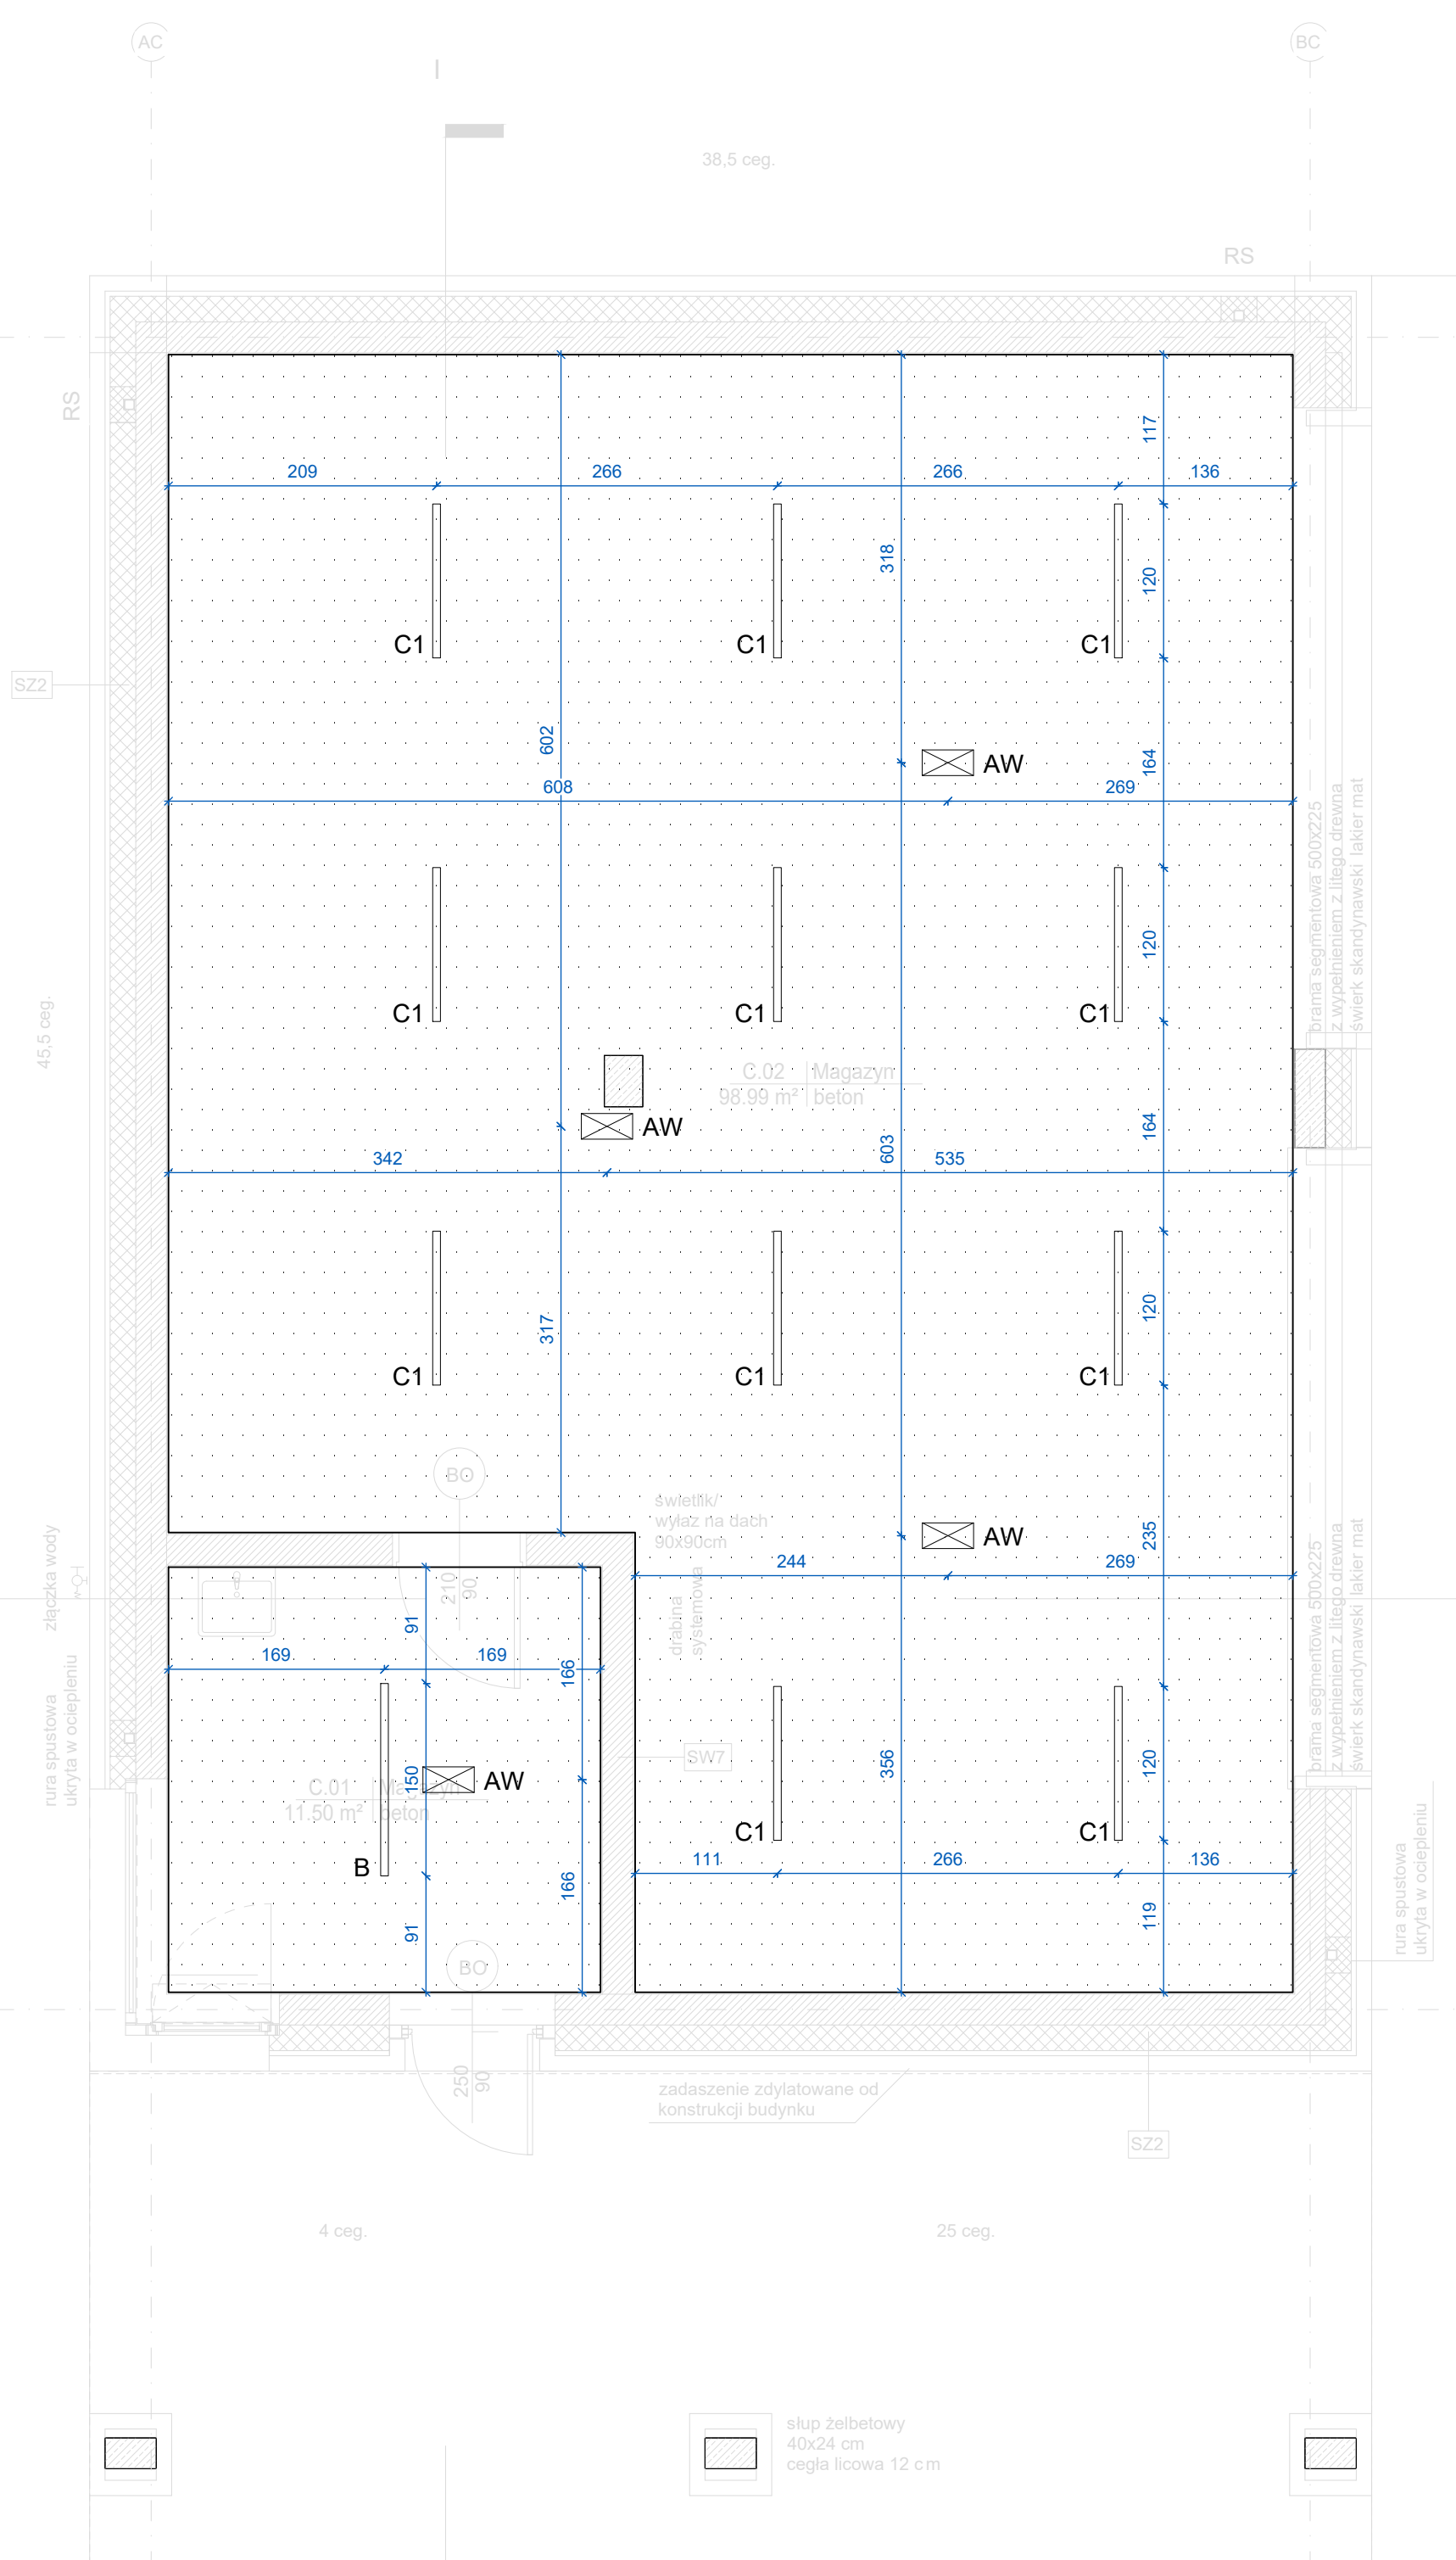 AC
BC
I
38,5 ceg.
RS
RS
117
209
266
266
136
318
120
C1
C1
C1
SZ2
602
AW
164
608
269
brama segmentowa 500x225
z wypełnieniem z litego drewna
świerk skandynawski lakier mat
120
45,5 ceg.
C1
C1
C1
C.02 Magazyn
98.99 m² beton
AW
164
603
342
535
120
317
C1
C1
C1
BO
świetlik/
wyłaz na dach
90x90cm
AW
235
złączka wody
244
269
210
90
91
drabina
systemowa
brama segmentowa 500x225
z wypełnieniem z litego drewna
świerk skandynawski lakier mat
169
169
166
rura spustowa
ukryta w ociepleniu
SW7
356
120
150
AW
C.01 Magazyn
11.50 m² beton
C1
C1
B
111
266
136
166
119
91
rura spustowa
ukryta w ociepleniu
BO
250
90
zadaszenie zdylatowane od
konstrukcji budynku
SZ2
4 ceg.
25 ceg.
słup żelbetowy
40x24 cm
cegła licowa 12 cm